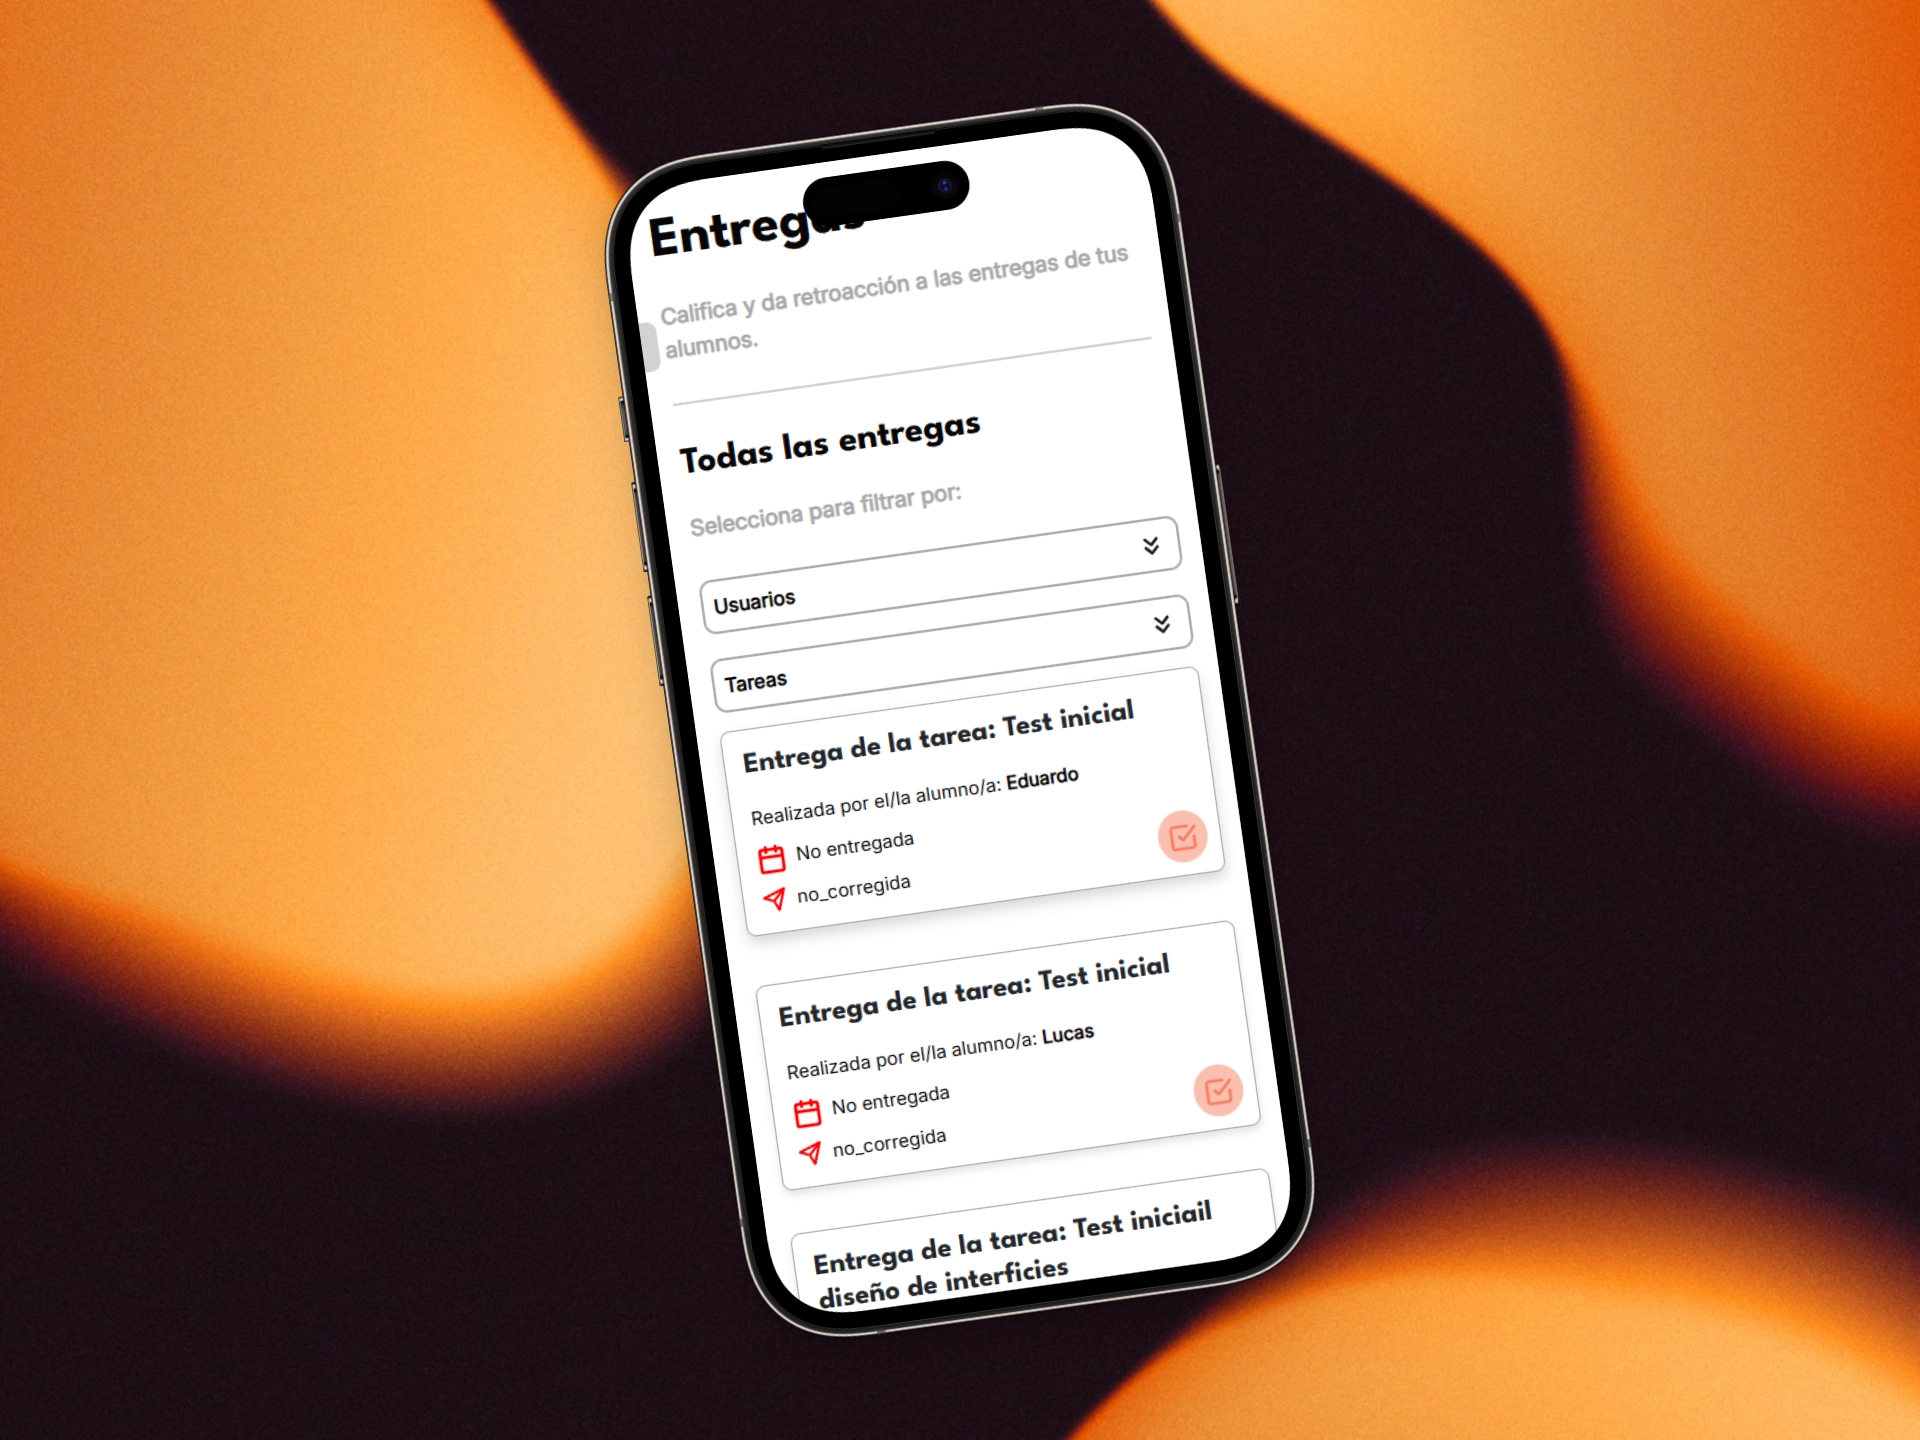 Entregas
Califica y da retroacción a las entregas de tus
alumnos.
Todas las entregas
Selecciona para filtrar por:
Usuarios
Tareas
Entrega de la tarea: Test inicial
Realizada por el/la alumno/a: Eduardo
No entregada
no_corregida
Entrega de la tarea: Test inicial
Realizada por el/la alumno/a: Lucas
No entregada
no_corregida
Entrega de la tarea: Test iniciail
diseño de interficies